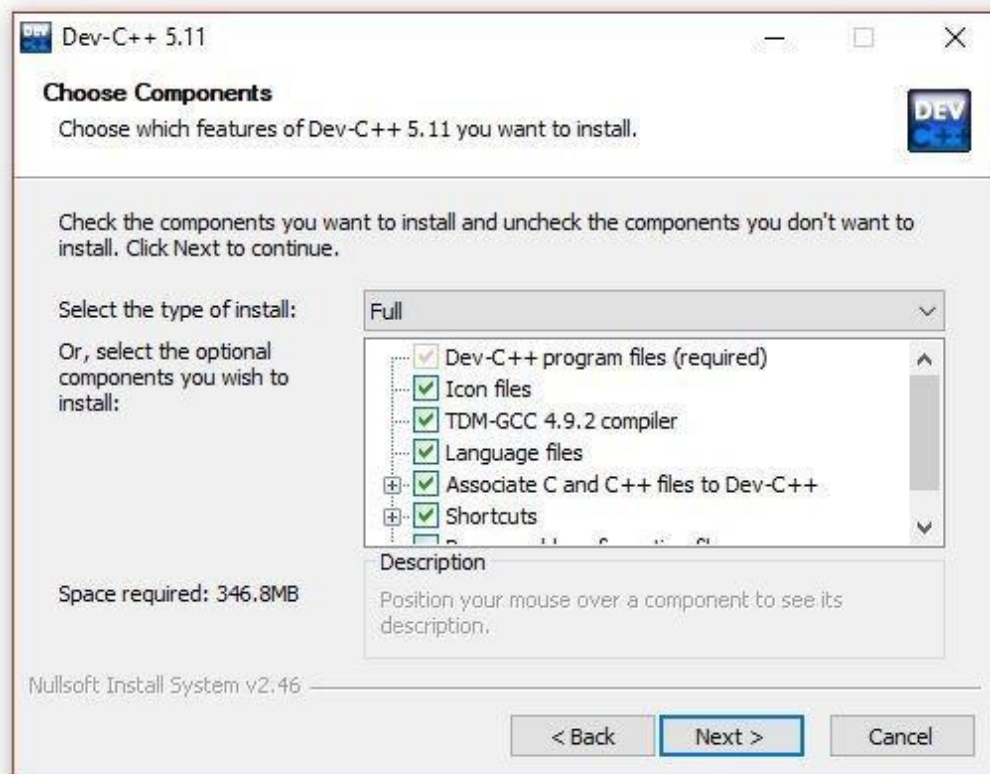 Dev-C++ 5.11
Choose Components
Choose which features of Dev-C++ 5.11 you want to install.
DEV
C++
Check the components you want to install and uncheck the components you don't want to
install. Click Next to continue.
Select the type of install:
Full
Or, select the optional
components you wish to
install:
Dev-C++ program files (required)
Icon files
TDM-GCC 4.9.2 compiler
Language files
Associate C and C++ files to Dev-C++
Shortcuts
Space required: 346.8MB
Description
Position your mouse over a component to see its
description.
Nullsoft Install System v2.46
< Back
Next >
Cancel